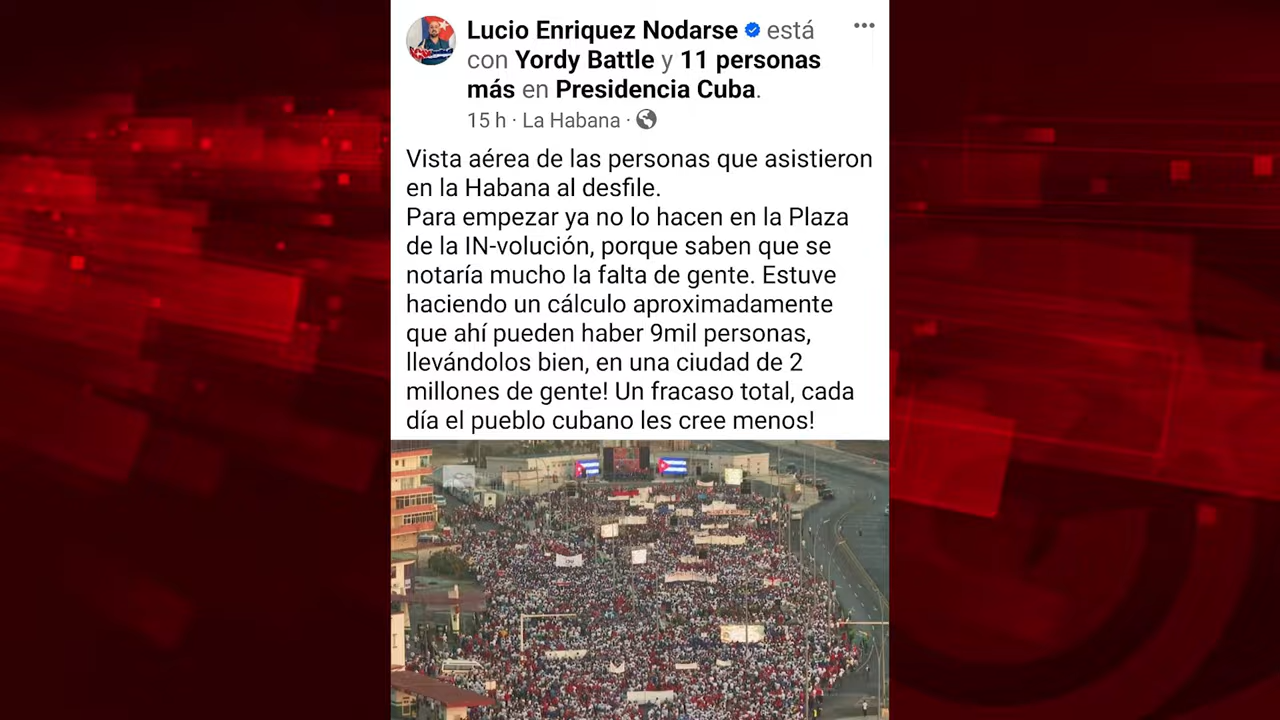 Lucio Enriquez Nodarse está
con Yordy Battle y 11 personas
más en Presidencia Cuba.
15 h · La Habana ·
Vista aérea de las personas que asistieron
en la Habana al desfile.
Para empezar ya no lo hacen en la Plaza
de la IN-volución, porque saben que se
notaría mucho la falta de gente. Estuve
haciendo un cálculo aproximadamente
que ahí pueden haber 9mil personas,
llevándolos bien, en una ciudad de 2
millones de gente! Un fracaso total, cada
día el pueblo cubano les cree menos!